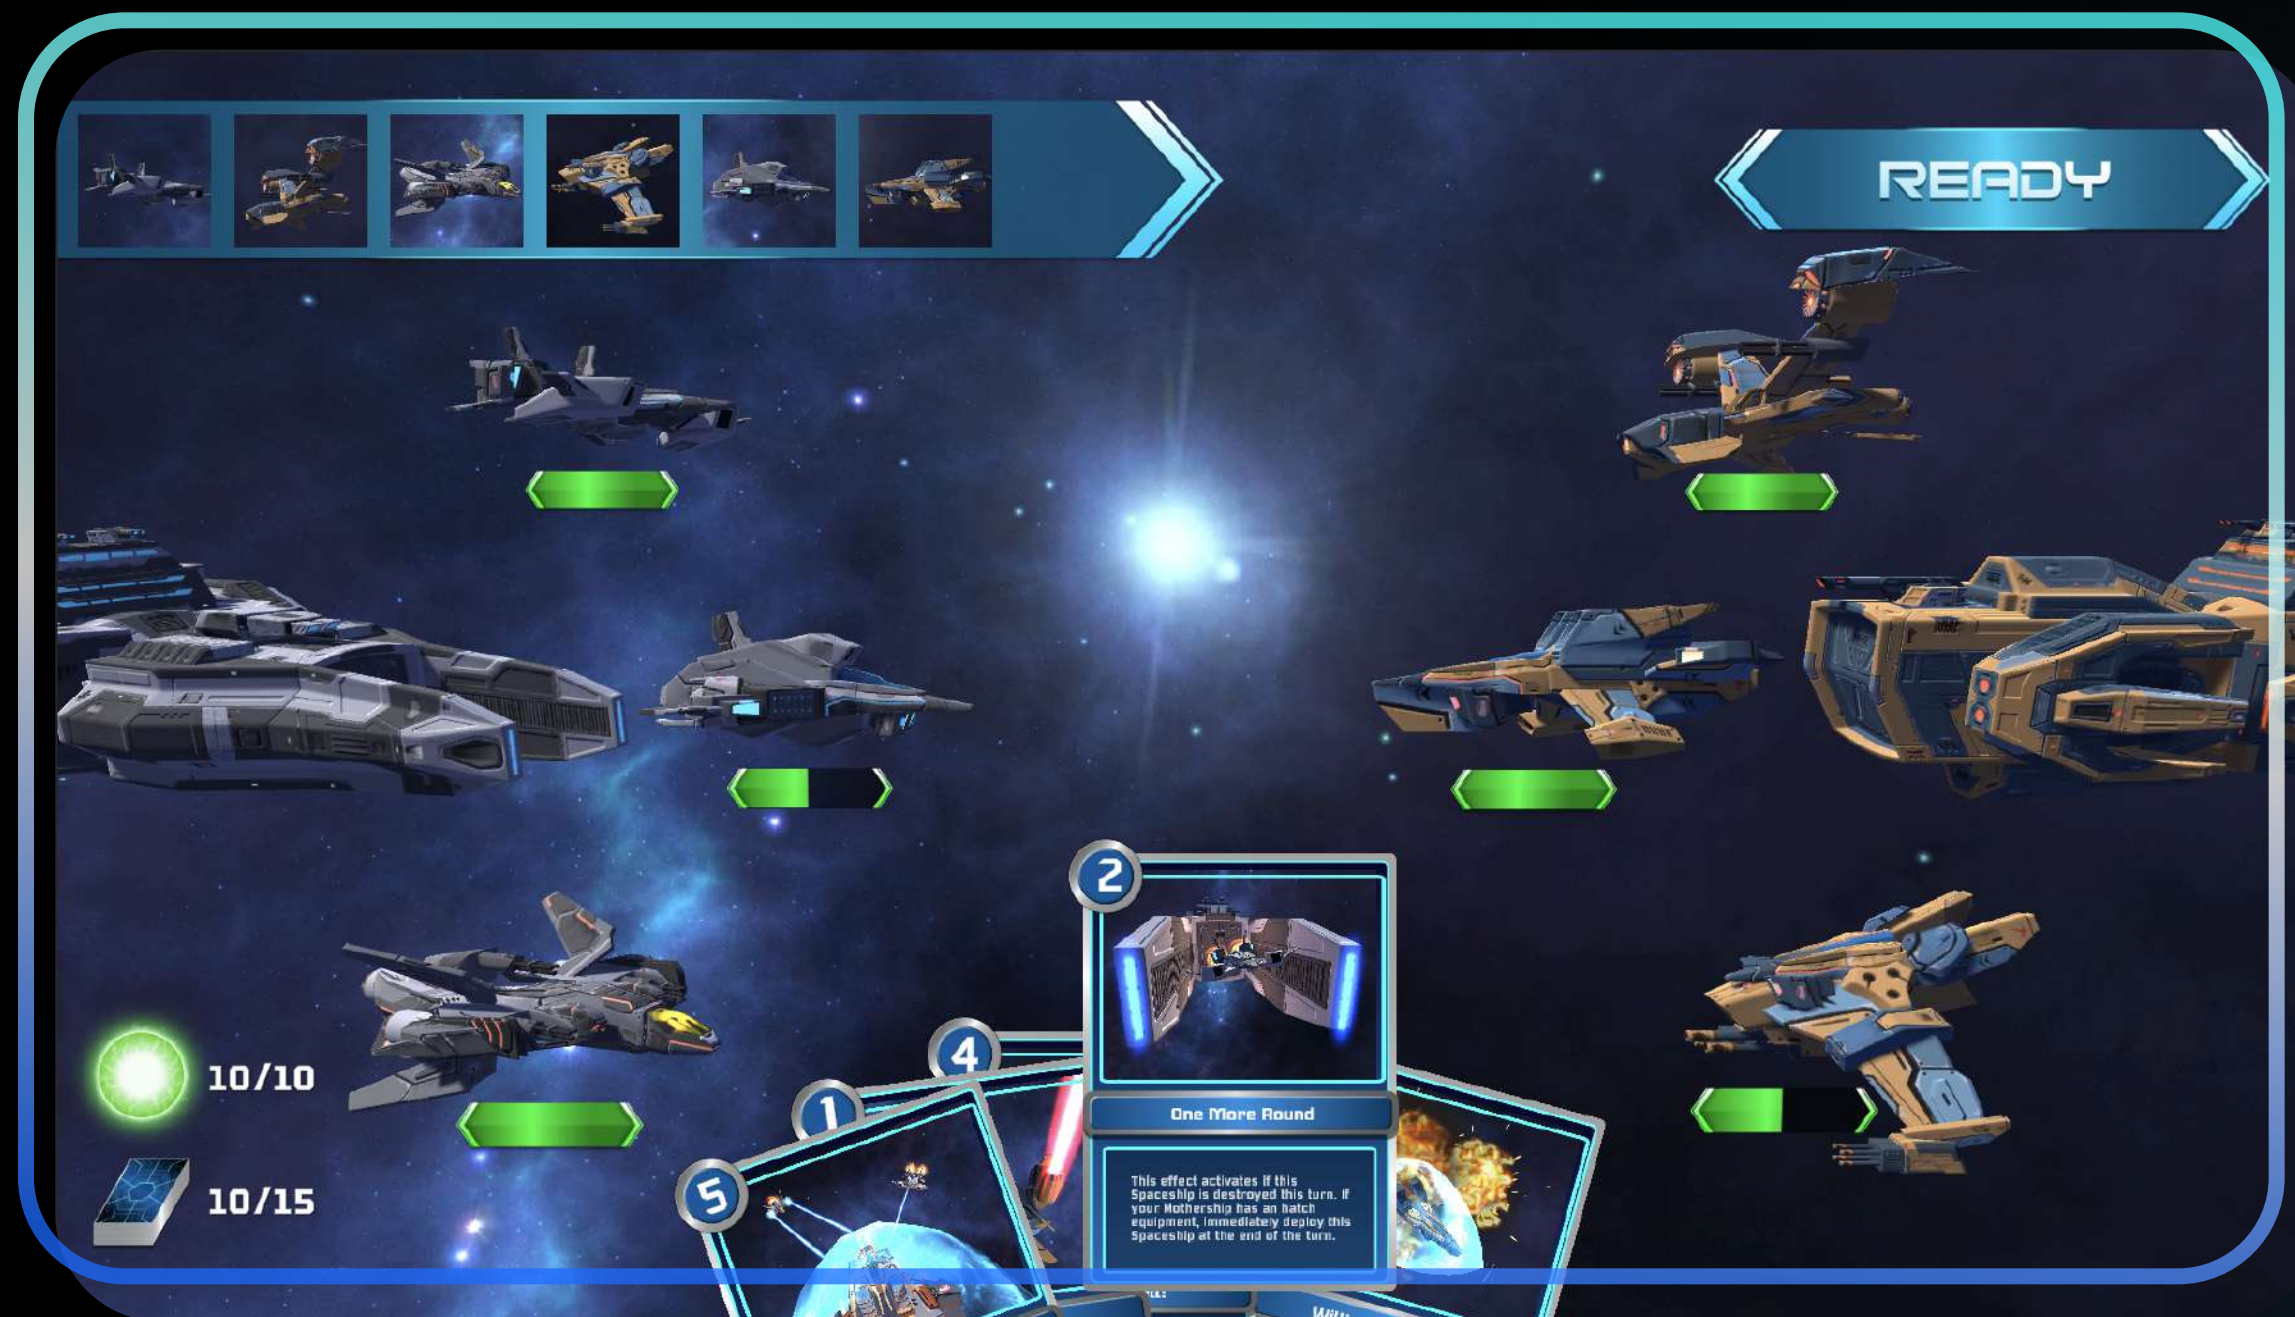 READY
2
4
1
5
One More Round
This effect activates if this
Spaceship is destroyed this turn. If
your Mothership has an hatch
equipment, immediately deploy this
Spaceship at the end of the turn.
10/10
10/15